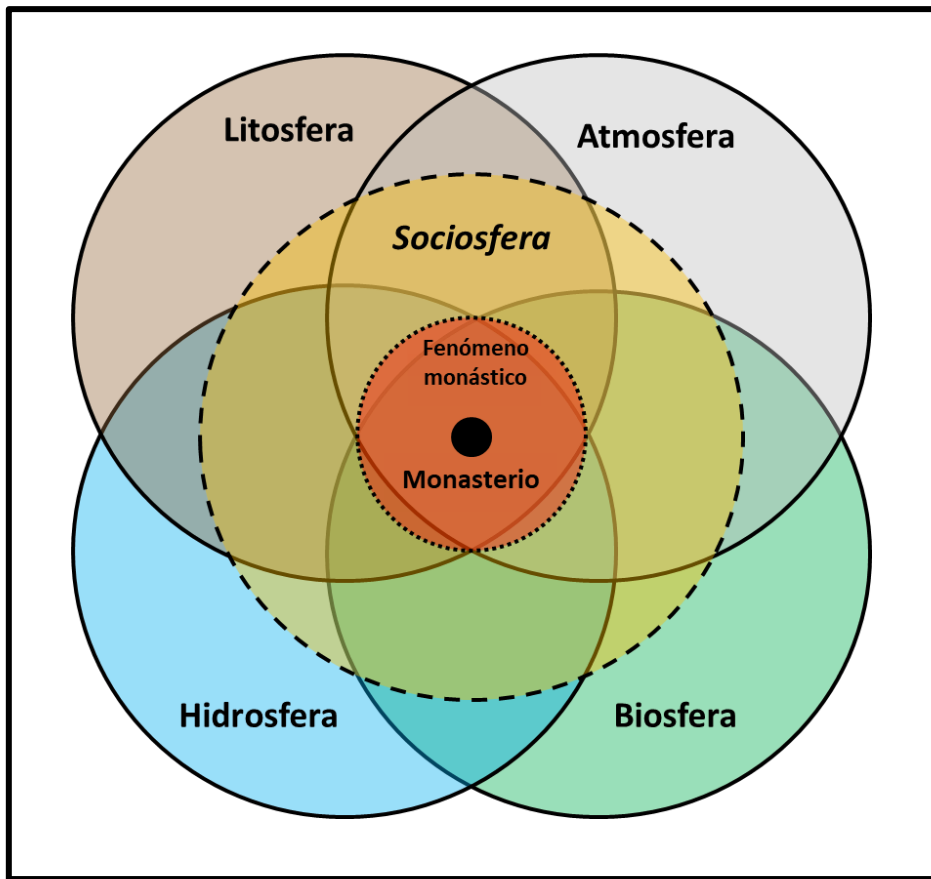 Litosfera
Atmosfera
Sociosfera
Fenómeno
monástico
Monasterio
Hidrosfera
Biosfera